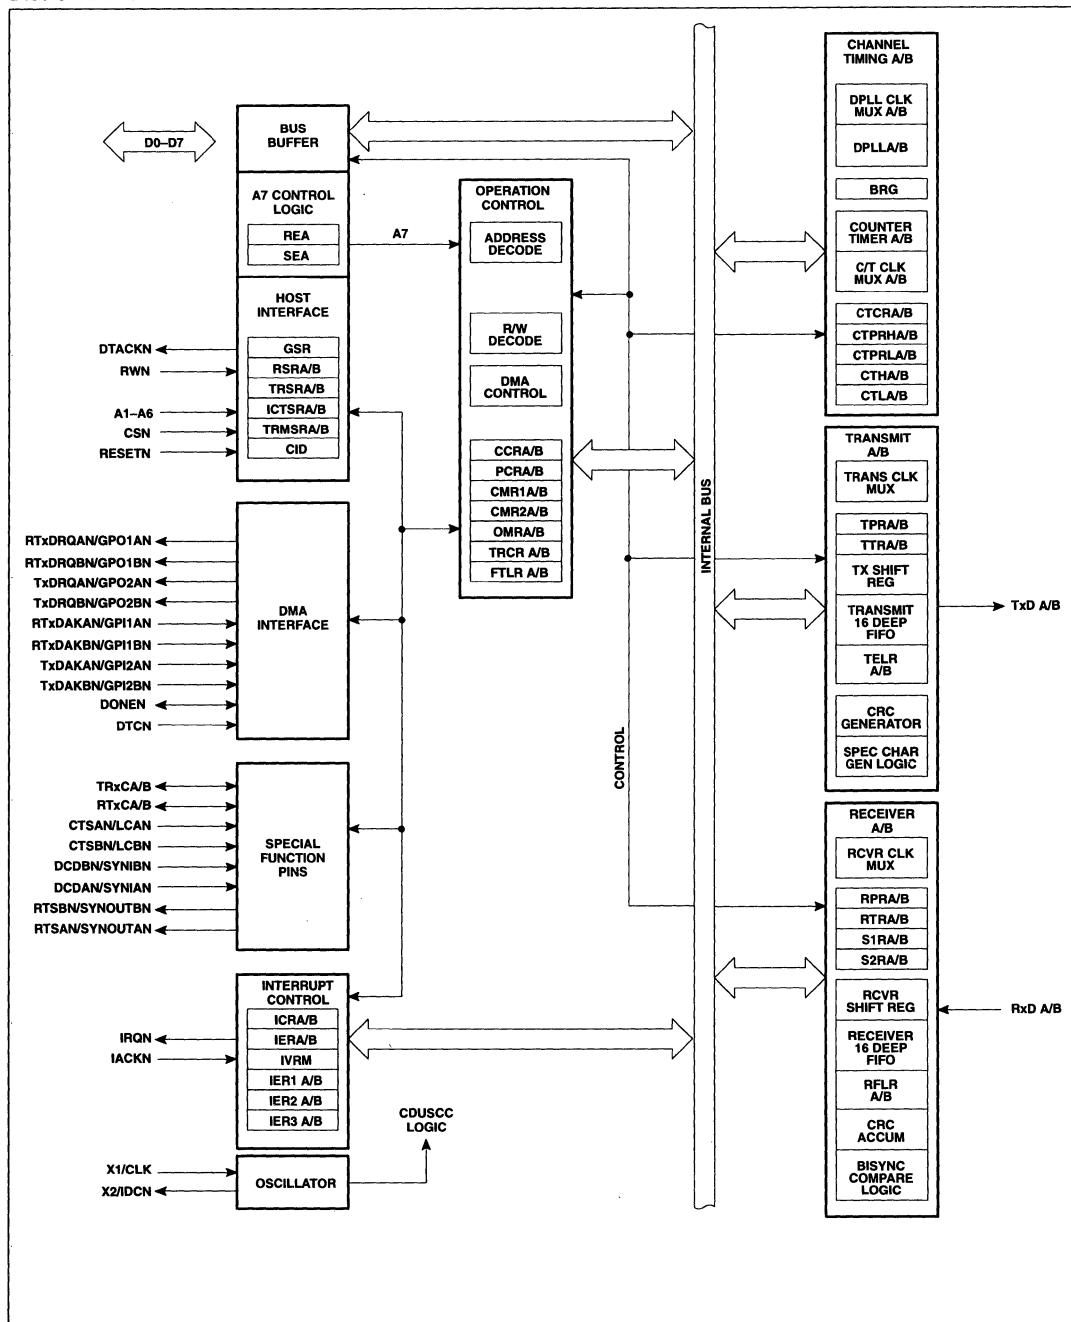 D0–D7
BUS
BUFFER
A7 CONTROL
LOGIC
REA
SEA
A7
HOST
INTERFACE
GSR
RSRA/B
TRSRA/B
ICTSRA/B
TRMSRA/B
CID
DTACKN
RWN
A1–A6
CSN
RESETN
RTxDRQAN/GPO1AN
RTxDRQBN/GPO1BN
TxDRQAN/GPO2AN
TxDRQBN/GPO2BN
RTxDAKAN/GPI1AN
RTxDAKBN/GPI1BN
TxDAKAN/GPI2AN
TxDAKBN/GPI2BN
DONEN
DTCN
DMA
INTERFACE
TRxCA/B
RTxCA/B
CTSAN/LCAN
CTSBN/LCBN
DCDBN/SYNIBN
DCDAN/SYNIAN
RTSBN/SYNOUTBN
RTSAN/SYNOUTAN
SPECIAL
FUNCTION
PINS
INTERRUPT
CONTROL
ICRA/B
IERA/B
IVRM
IER1 A/B
IER2 A/B
IER3 A/B
IRQN
IACKN
X1/CLK
X2/IDCN
OSCILLATOR
CDUSCC
LOGIC
OPERATION
CONTROL
ADDRESS
DECODE
R/W
DECODE
DMA
CONTROL
CCRA/B
PCRA/B
CMR1A/B
CMR2A/B
OMRA/B
TRCR A/B
FTLR A/B
CONTROL
INTERNAL BUS
CHANNEL
TIMING A/B
DPLL CLK
MUX A/B
DPLLA/B
BRG
COUNTER
TIMER A/B
C/T CLK
MUX A/B
CTCRA/B
CTPRHA/B
CTPRLA/B
CTHA/B
CTLA/B
TRANSMIT
A/B
TRANS CLK
MUX
TPRA/B
TTRA/B
TX SHIFT
REG
TRANSMIT
16 DEEP
FIFO
TELR
A/B
CRC
GENERATOR
SPEC CHAR
GEN LOGIC
TxD A/B
RECEIVER
A/B
RCVR CLK
MUX
RPRA/B
RTRA/B
S1RA/B
S2RA/B
RCVR
SHIFT REG
RECEIVER
16 DEEP
FIFO
RFLR
A/B
CRC
ACCUM
BISYNC
COMPARE
LOGIC
RxD A/B